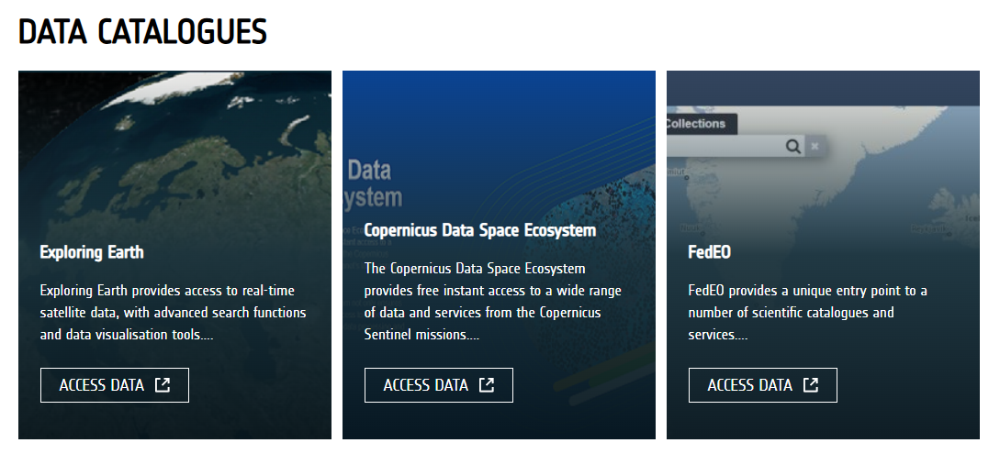 DATA CATALOGUES
Exploring Earth
Exploring Earth provides access to real-time
satellite data, with advanced search functions
and data visualisation tools....
ACCESS DATA
Data
ystem
Copernicus Data Space Ecosystem
The Copernicus Data Space Ecosystem
provides free instant access to a wide range
of data and services from the Copernicus
Sentinel missions....
ACCESS DATA
Collections
FedEO
FedEO provides a unique entry point to a
number of scientific catalogues and
services....
ACCESS DATA